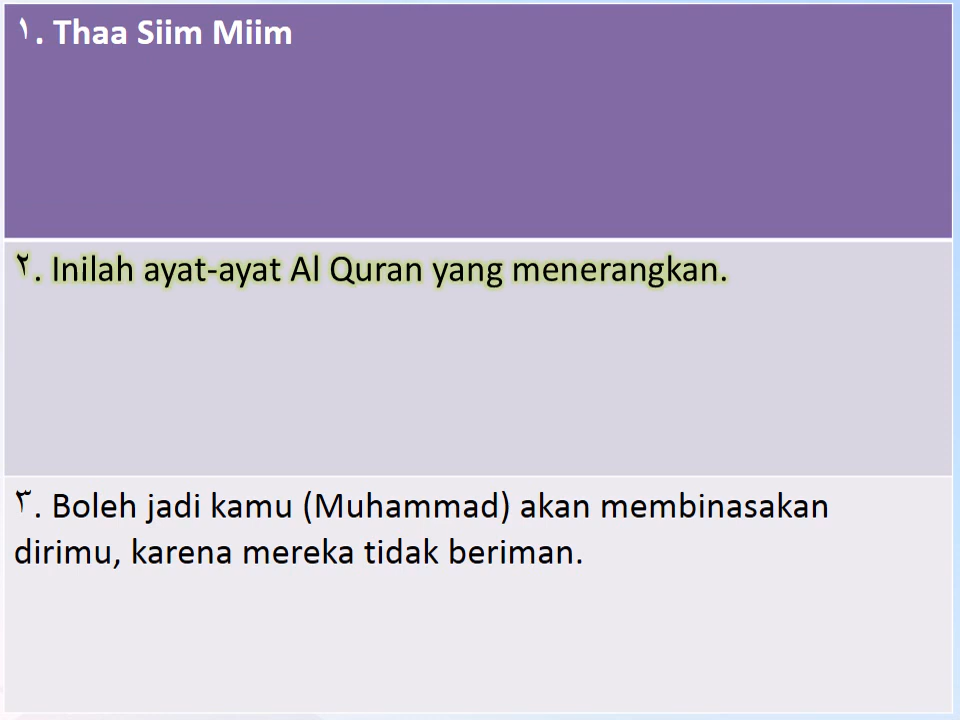 ١. Thaa Siim Miim
٢. Inilah ayat-ayat Al Quran yang menerangkan.
٣. Boleh jadi kamu (Muhammad) akan membinasakan
dirimu, karena mereka tidak beriman.